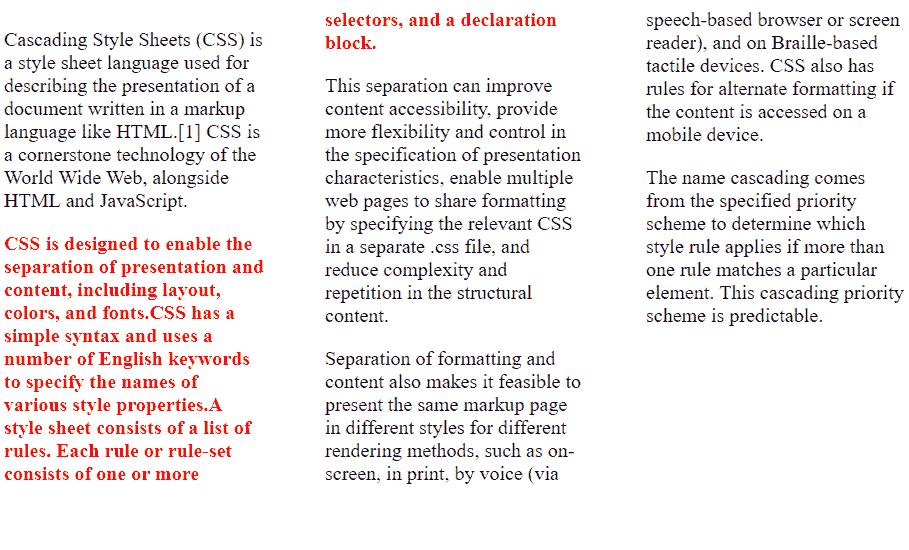 Cascading Style Sheets (CSS) is
a style sheet language used for
describing the presentation of a
document written in a markup
language like HTML.[1] CSS is
a cornerstone technology of the
World Wide Web, alongside
HTML and JavaScript.
CSS is designed to enable the
separation of presentation and
content, including layout,
colors, and fonts.CSS has a
simple syntax and uses a
number of English keywords
to specify the names of
various style properties.A
style sheet consists of a list of
rules. Each rule or rule-set
consists of one or more
selectors, and a declaration
block.
This separation can improve
content accessibility, provide
more flexibility and control in
the specification of presentation
characteristics, enable multiple
web pages to share formatting
by specifying the relevant CSS
in a separate .css file, and
reduce complexity and
repetition in the structural
content.
Separation of formatting and
content also makes it feasible to
present the same markup page
in different styles for different
rendering methods, such as on-
screen, in print, by voice (via
speech-based browser or screen
reader), and on Braille-based
tactile devices. CSS also has
rules for alternate formatting if
the content is accessed on a
mobile device.
The name cascading comes
from the specified priority
scheme to determine which
style rule applies if more than
one rule matches a particular
element. This cascading priority
scheme is predictable.